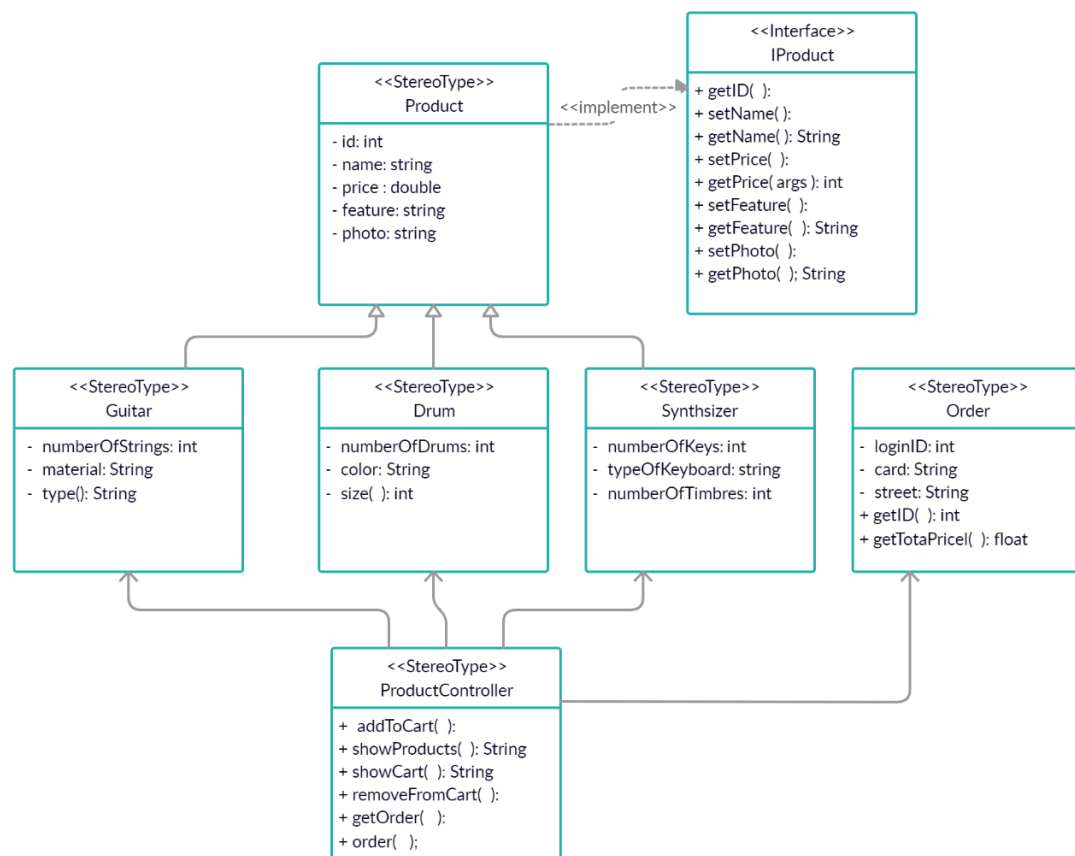 <<Interface>>
IProduct
+ getID(  ):
+ setName( ):
+ getName( ): String
+ setPrice(  ):
+ getPrice( args ): int
+ setFeature(  ):
+ getFeature(  ): String
+ setPhoto(  ):
+ getPhoto(  ); String
<<StereoType>>
Product
- id: int
- name: string
- price : double
- feature: string
- photo: string
<<implement>>
<<StereoType>>
Guitar
- numberOfStrings: int
- material: String
- type(): String
<<StereoType>>
Drum
- numberOfDrums: int
- color: String
- size(  ): int
<<StereoType>>
Synthsizer
- numberOfKeys: int
- typeOfKeyboard: string
- numberOfTimbres: int
<<StereoType>>
Order
- loginID: int
- card: String
- street: String
+ getID(  ): int
+ getTotaPricel(  ): float
<<StereoType>>
ProductController
+  addToCart(  ):
+ showProducts(  ): String
+ showCart(  ): String
+ removeFromCart(  ):
+ getOrder(   ):
+ order(  );